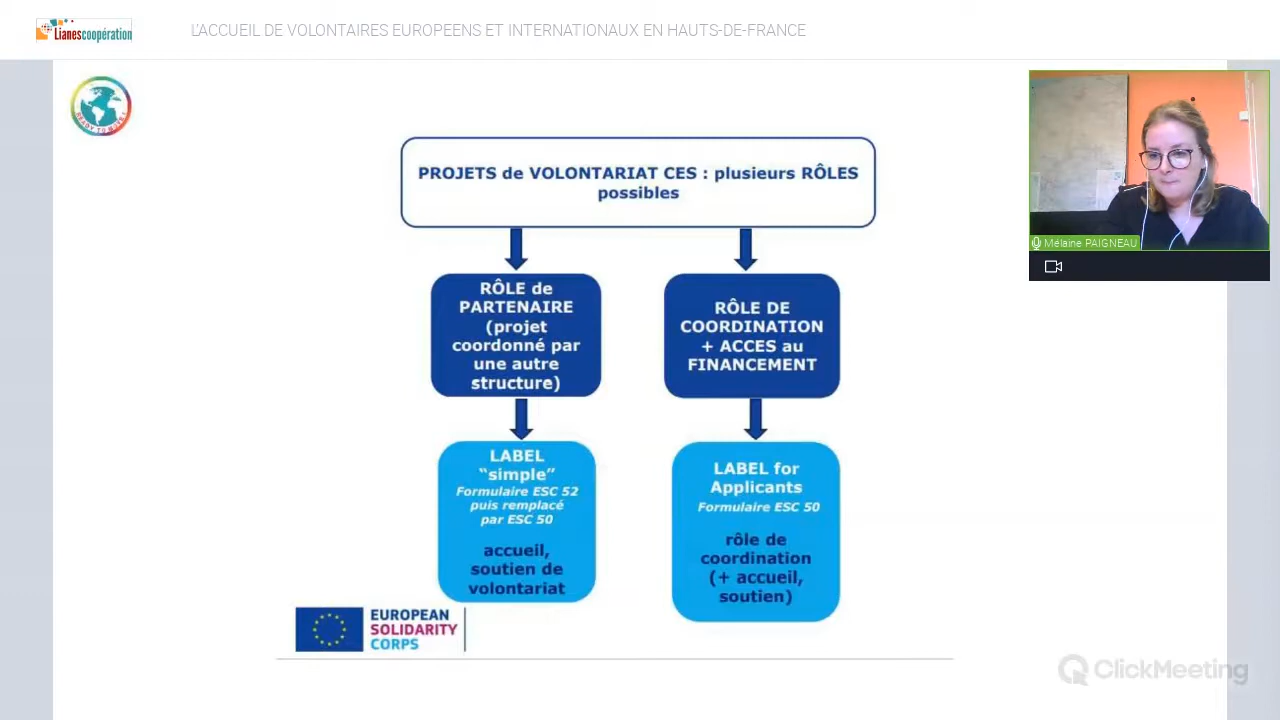 Lianescoopération
L'ACCUEIL DE VOLONTAIRES EUROPEENS ET INTERNATIONAUX EN HAUTS-DE-FRANCE
PROJETS de VOLONTARIAT CES : plusieurs RÔLES
possibles
RÔLE de
PARTENAIRE
(projet
coordonné par
une autre
structure)
RÔLE DE
COORDINATION
+ ACCES au
FINANCEMENT
LABEL
“simple”
Formulaire ESC 52
puis remplacé
par ESC 50
accueil,
soutien de
volontariat
LABEL for
Applicants
Formulaire ESC 50
rôle de
coordination
(+ accueil,
soutien)
EUROPEAN
SOLIDARITY
CORPS
Mélaine PAIGNEAU
ClickMeeting